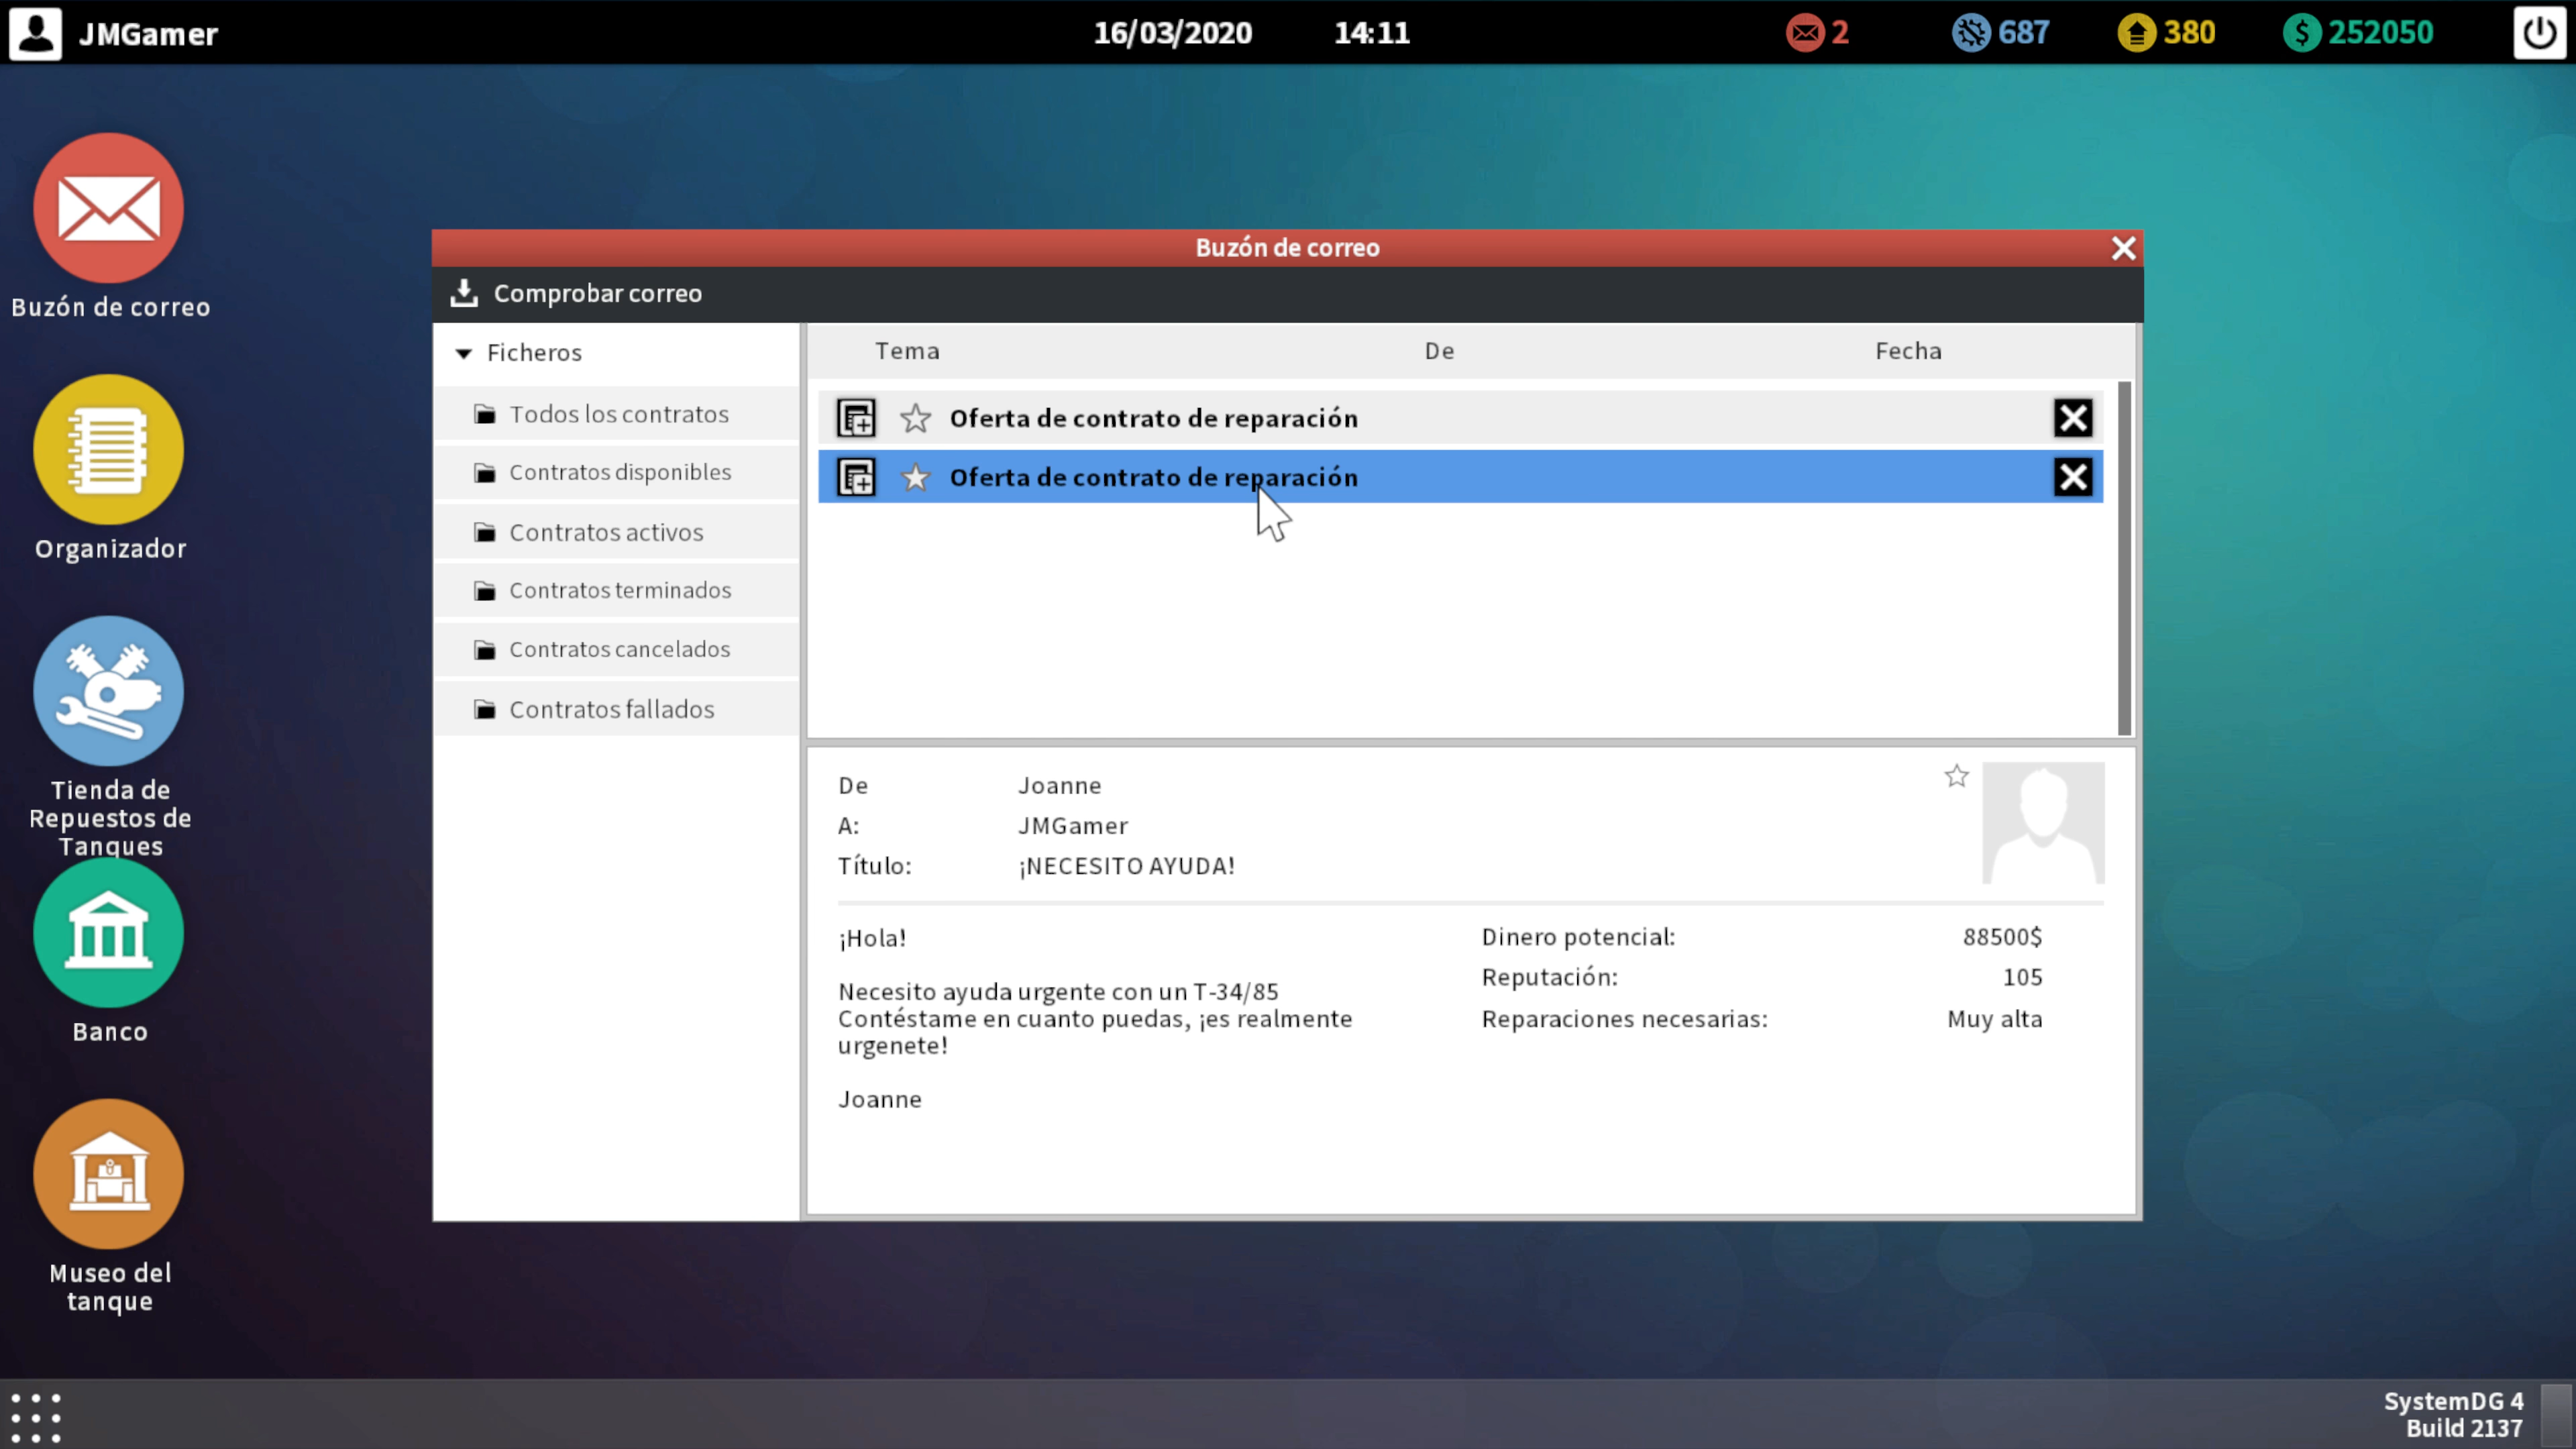 JMGamer
16/03/2020 14:11
2 687 380 252050
Buzón de correo
Organizador
Tienda de
Repuestos de
Tanques
Banco
Museo del
tanque
Buzón de correo
Comprobar correo
Ficheros
Todos los contratos
Contratos disponibles
Contratos activos
Contratos terminados
Contratos cancelados
Contratos fallados
Tema De Fecha
Oferta de contrato de reparación
Oferta de contrato de reparación
De Joanne
A: JMGamer
Título: ¡NECESITO AYUDA!
¡Hola!
Necesito ayuda urgente con un T-34/85
Contéstame en cuanto puedas, ¡es realmente
urgenete!
Joanne
Dinero potencial: 88500$
Reputación: 105
Reparaciones necesarias: Muy alta
SystemDG 4
Build 2137